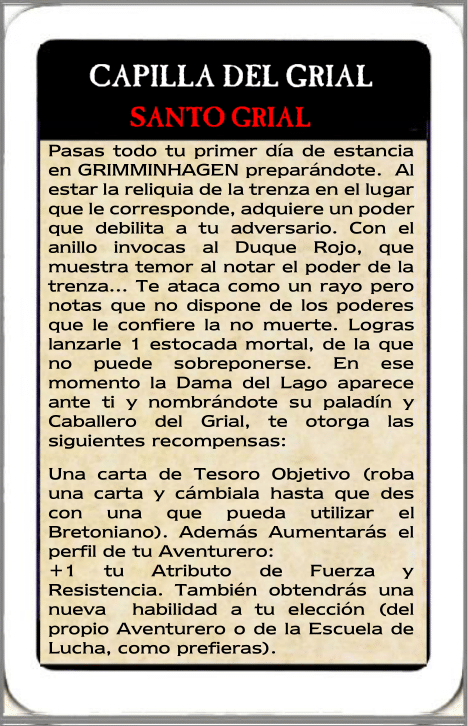 CAPILLA DEL GRIAL
SANTO GRIAL
Pasas todo tu primer día de estancia
en GRIMMINHAGEN preparándote. Al
estar la reliquia de la trenza en el lugar
que le corresponde, adquiere un poder
que debilita a tu adversario. Con el
anillo invocas al Duque Rojo, que
muestra temor al notar el poder de la
trenza... Te ataca como un rayo pero
notas que no dispone de los poderes
que le confiere la no muerte. Logras
lanzarle 1 estocada mortal, de la que
no puede sobreponerse. En ese
momento la Dama del Lago aparece
ante ti y nombrándote su paladín y
Caballero del Grial, te otorga las
siguientes recompensas:
Una carta de Tesoro Objetivo (roba
una carta y cámbiala hasta que des
con una que pueda utilizar el
Bretoniano). Además Aumentarás el
perfil de tu Aventurero:
+1 tu Atributo de Fuerza y
Resistencia. También obtendrás una
nueva habilidad a tu elección (del
propio Aventurero o de la Escuela de
Lucha, como prefieras).